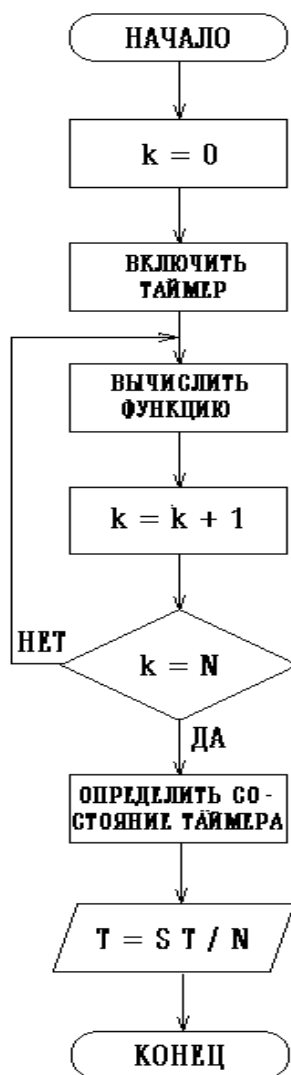 НАЧАЛО
k = 0
ВКЛЮЧИТЬ
ТАЙМЕР
ВЫЧИСЛИТЬ
ФУНКЦИЮ
k = k + 1
НЕТ
k = N
ДА
ОПРЕДЕЛИТЬ СО -
СТОЯНИЕ ТАЙМЕРА
T = S T / N
КОНЕЦ